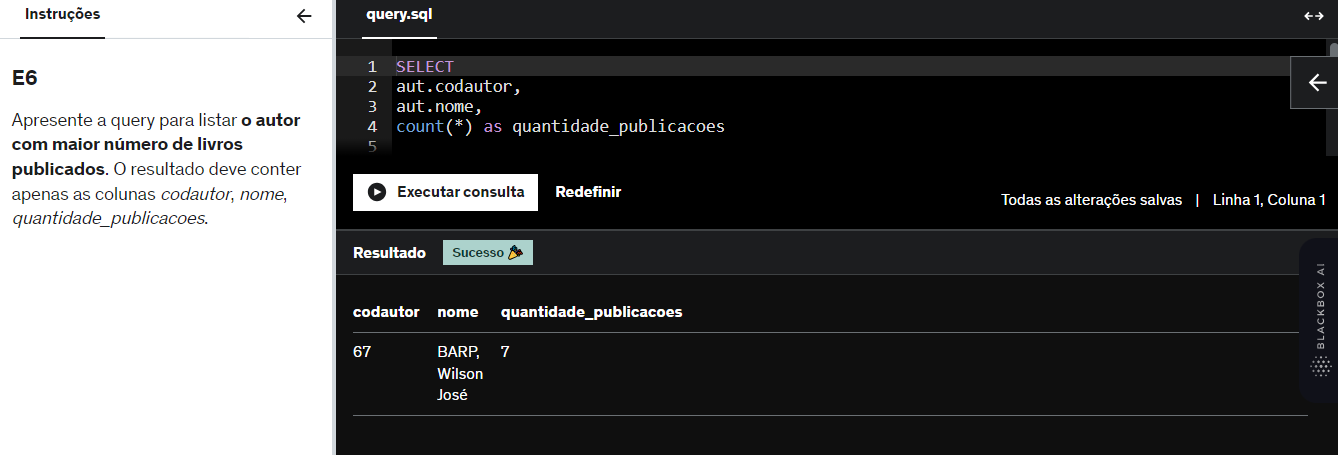 Instruções
E6
Apresente a query para listar o autor
com maior número de livros
publicados. O resultado deve conter
apenas as colunas codautor, nome,
quantidade_publicacoes.
query.sql
1 SELECT
2 aut.codautor,
3 aut.nome,
4 count(*) as quantidade_publicacoes
5
Executar consulta Redefinir
Todas as alterações salvas | Linha 1, Coluna 1
Resultado Sucesso
codautor nome quantidade_publicacoes
67 BARP, 7
Wilson
José
BLACKBOX AI